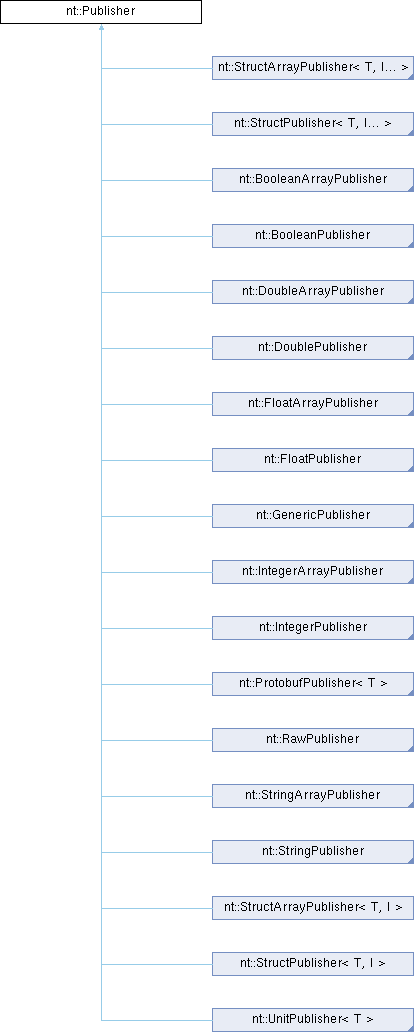 nt::Publisher
nt::StructArrayPublisher< T, I... >
nt::StructPublisher< T, I... >
nt::BooleanArrayPublisher
nt::BooleanPublisher
nt::DoubleArrayPublisher
nt::DoublePublisher
nt::FloatArrayPublisher
nt::FloatPublisher
nt::GenericPublisher
nt::IntegerArrayPublisher
nt::IntegerPublisher
nt::ProtobufPublisher< T >
nt::RawPublisher
nt::StringArrayPublisher
nt::StringPublisher
nt::StructArrayPublisher< T, I >
nt::StructPublisher< T, I >
nt::UnitPublisher< T >